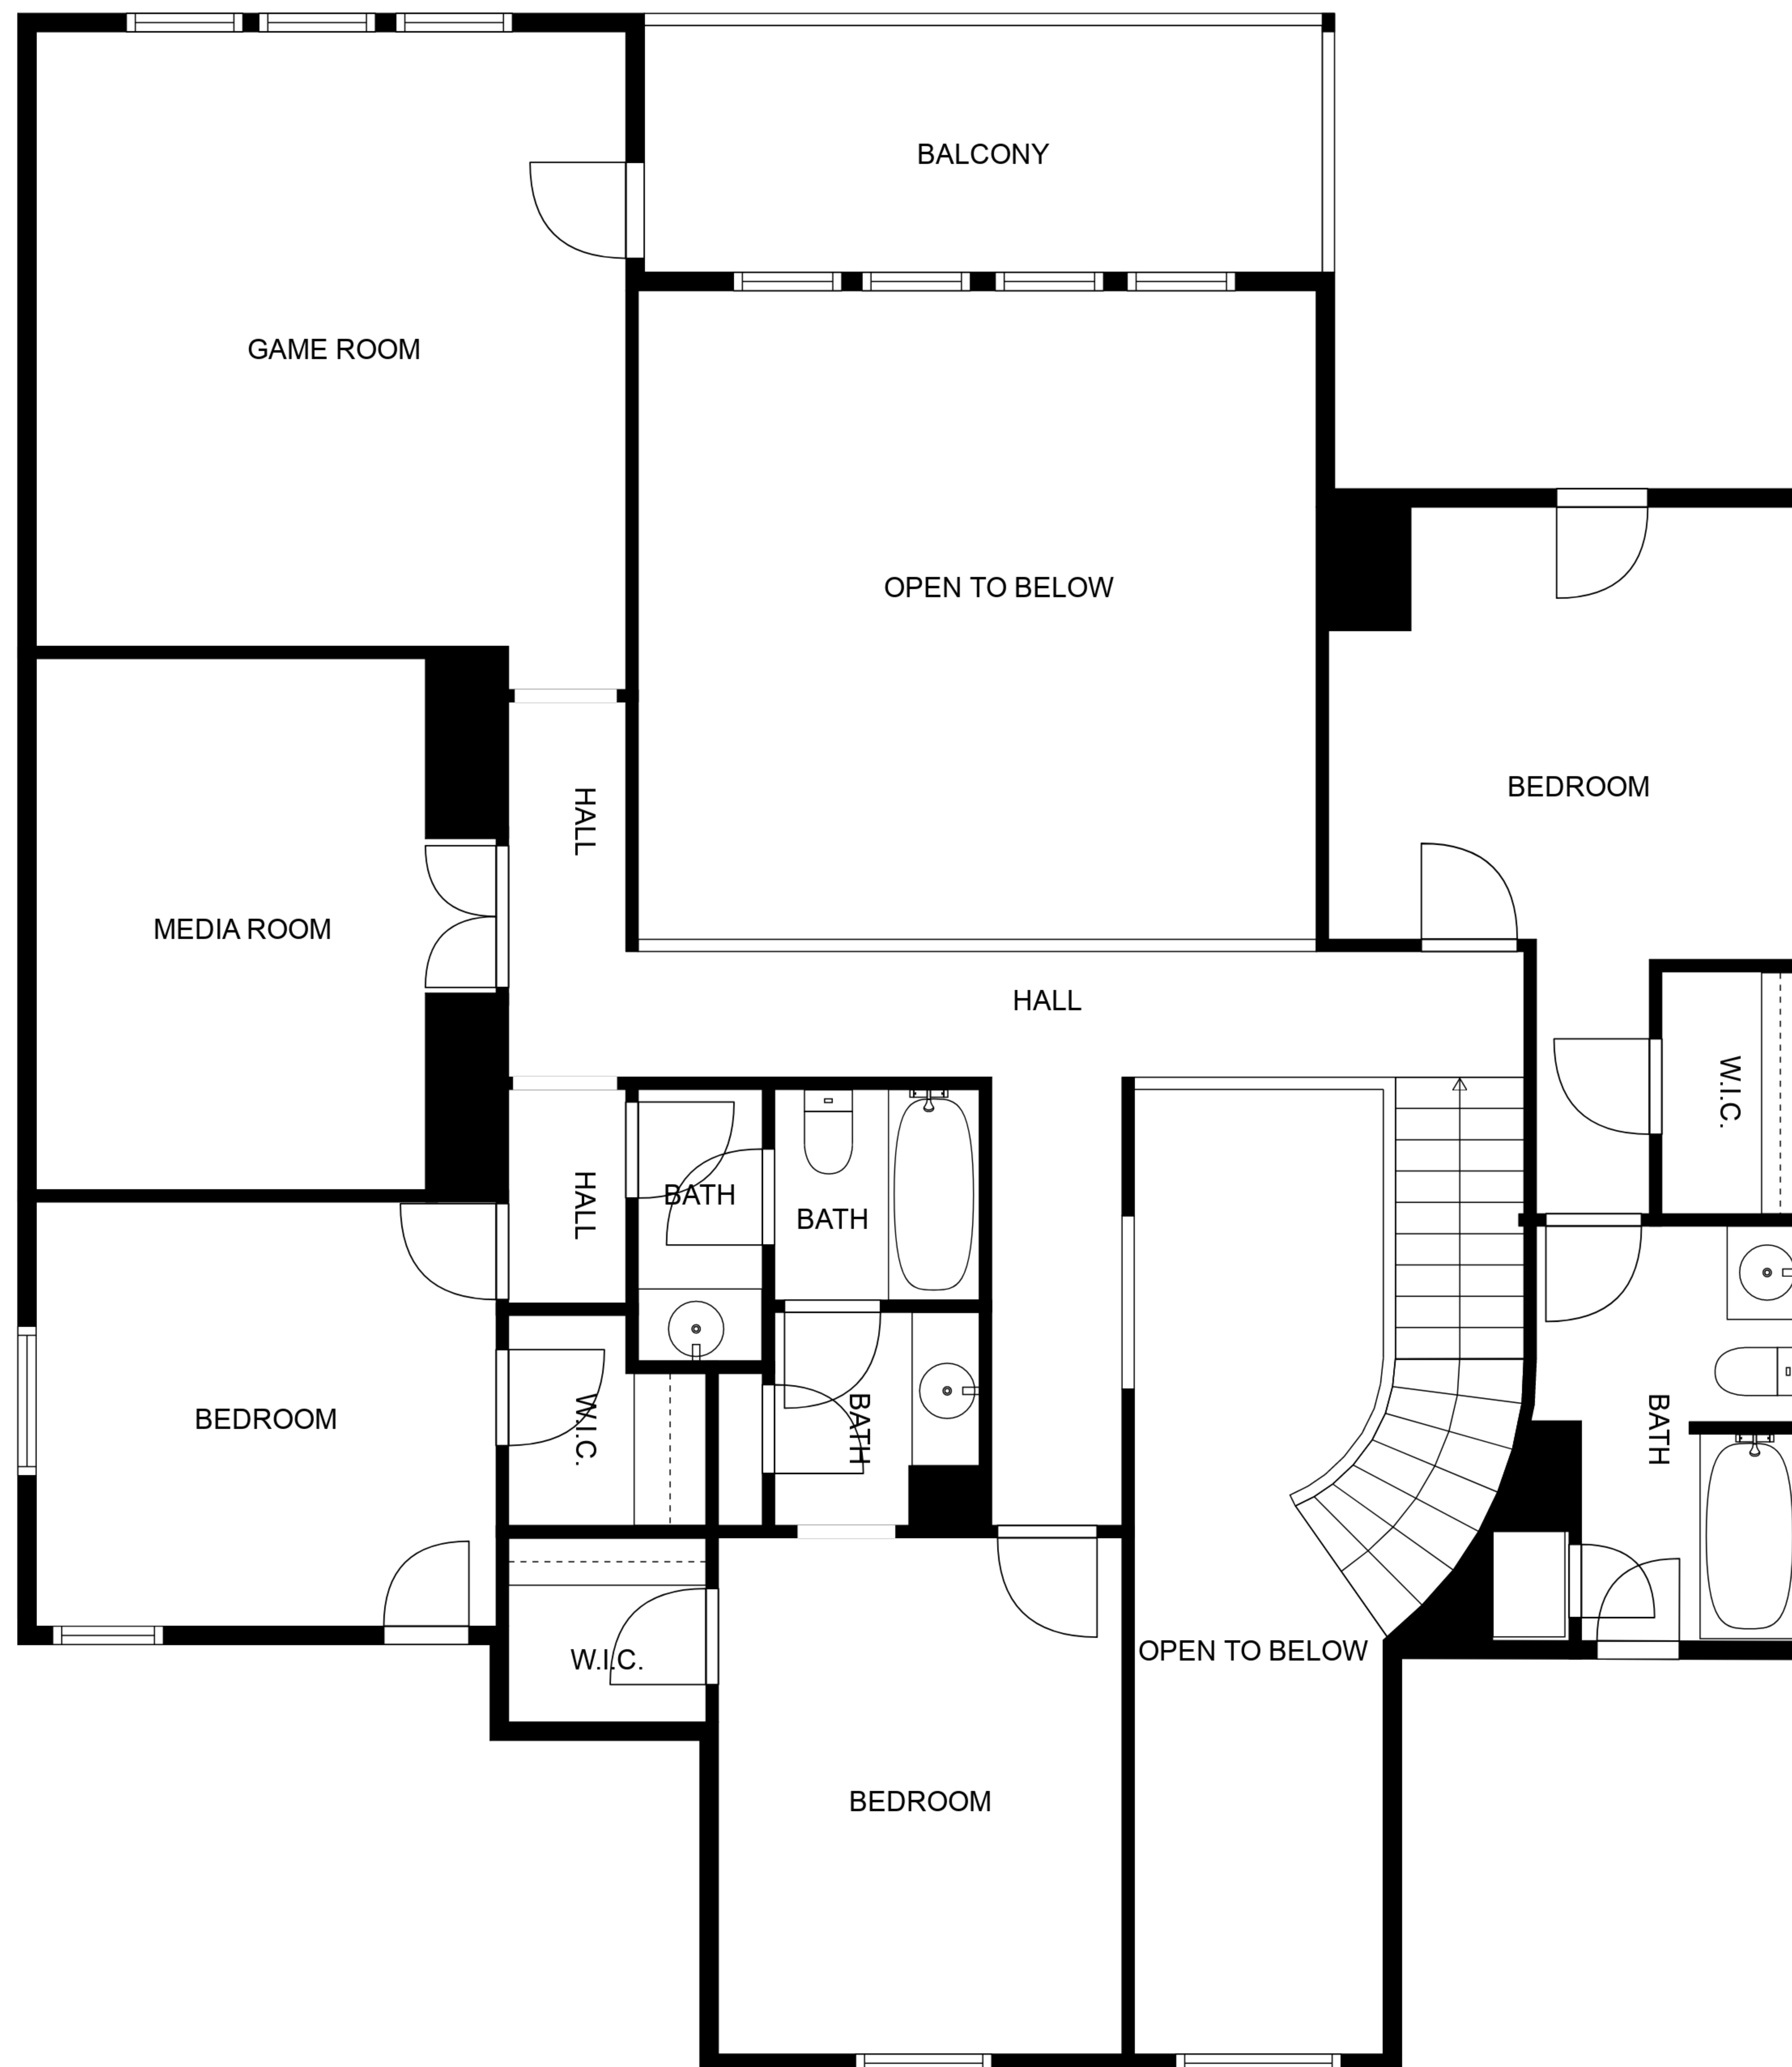 BALCONY
GAME ROOM
OPEN TO BELOW
BEDROOM
HALL
MEDIA ROOM
HALL
W.I.C.
HALL
BATH
BATH
BEDROOM
W.I.C.
BATH
BATH
W.I.C.
OPEN TO BELOW
BEDROOM